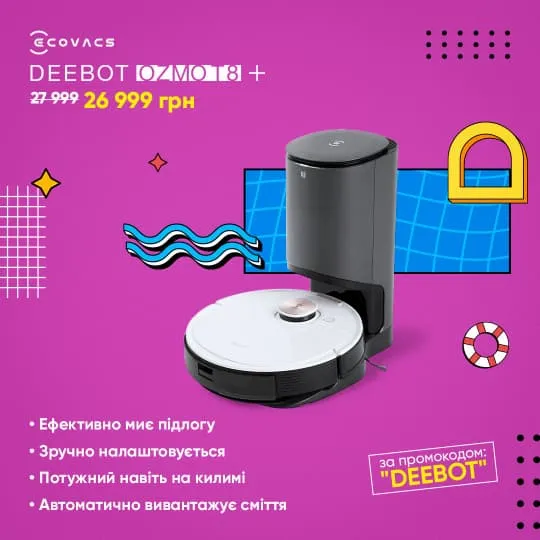 ECOVACS
DEEBOT OZMO T8 +
27 999 26 999 грн
• Ефективно миє підлогу
• Зручно налаштовується
• Потужний навіть на килимі
• Автоматично вивантажує сміття
за промокодом:
"DEEBOT"